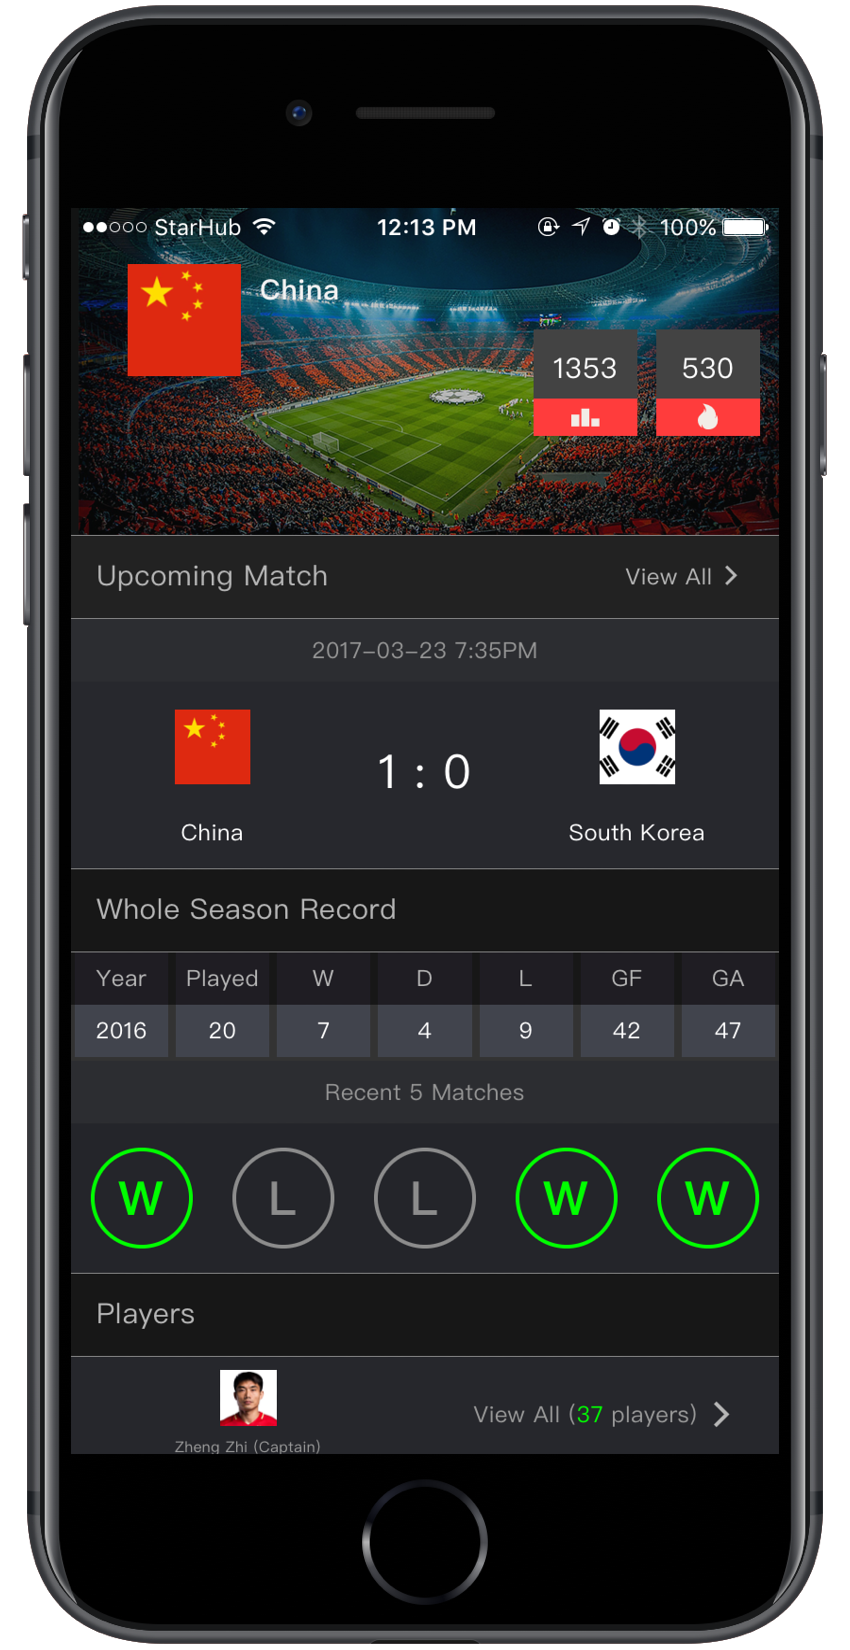 StarHub 12:13 PM 100%
China
1353 530
Upcoming Match View All
2017-03-23 7:35PM
1 : 0
China South Korea
Whole Season Record
Year Played W D L GF GA
2016 20 7 4 9 42 47
Recent 5 Matches
W L L W W
Players
View All (37 players)
Zheng Zhi (Captain)